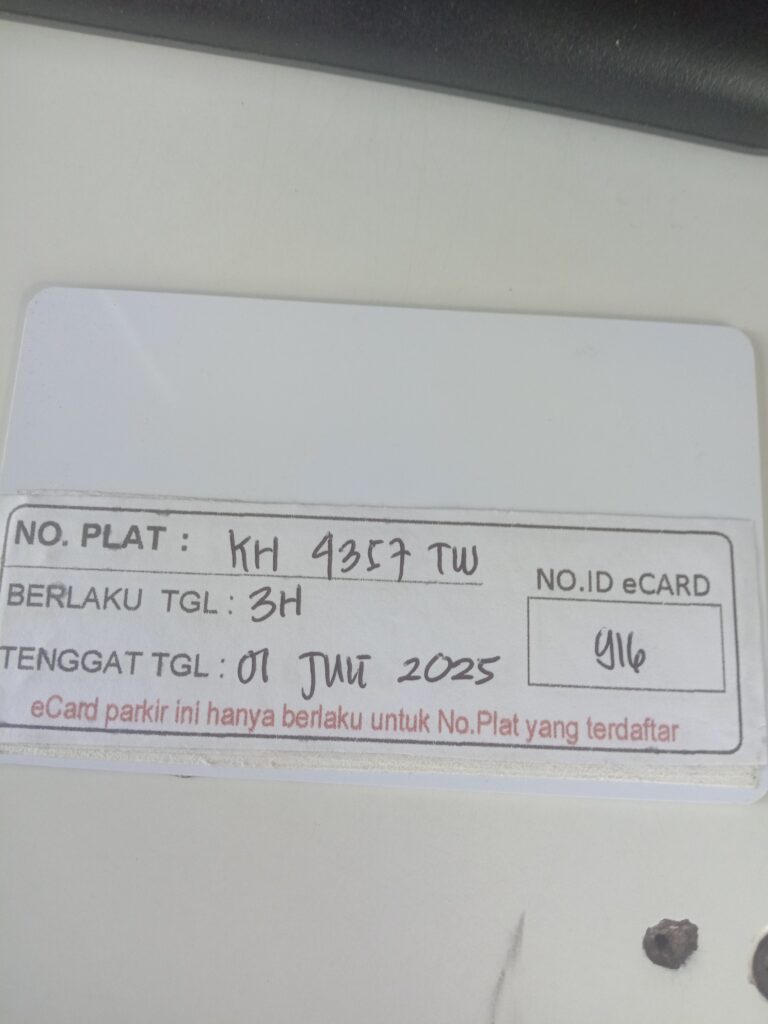 NO. PLAT : KH 4357 TW
NO.ID eCARD
BERLAKU TGL : 3H
916
TENGGAT TGL : 01 JULI 2025
eCard parkir ini hanya berlaku untuk No.Plat yang terdaftar